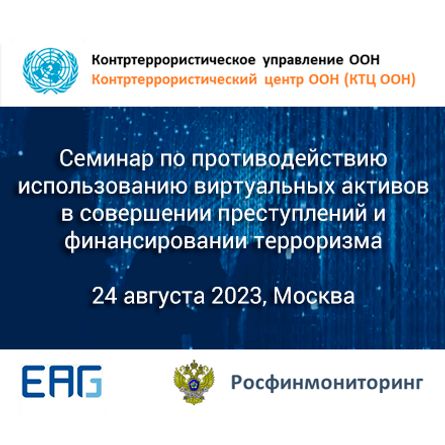 Контртеррористическое управление ООН
Контртеррористический центр ООН (КТЦ ООН)
Семинар по противодействию
использованию виртуальных активов
в совершении преступлений и
финансировании терроризма
24 августа 2023, Москва
EAG
Росфинмониторинг